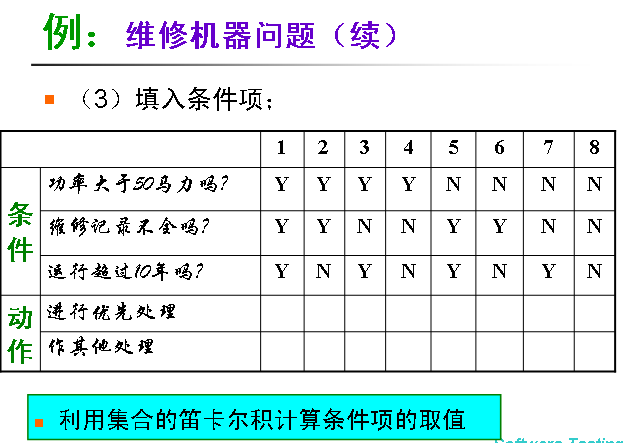 例：维修机器问题（续）
（3）填入条件项；
1 2 3 4 5 6 7 8
条件
功率大于50马力吗? Y Y Y Y N N N N
维修记录不全吗? Y Y N N Y Y N N
运行超过10年吗? Y N Y N Y N Y N
动作
进行优先处理
作其他处理
利用集合的笛卡尔积计算条件项的取值
Software Testing